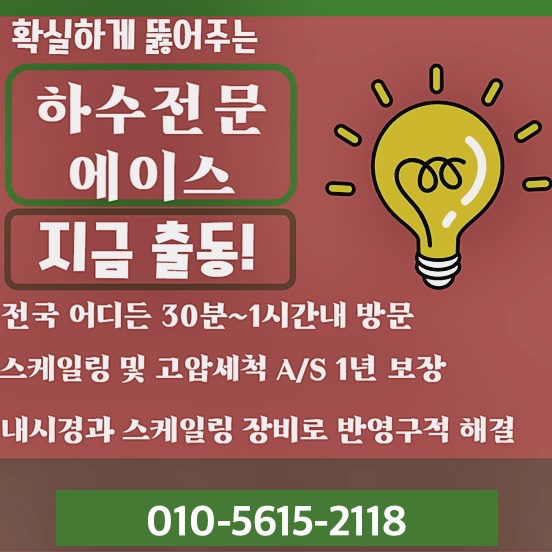 확실하게 뚫어주는
하수전문
에이스
지금 출동!
전국 어디든 30분~1시간내 방문
스케일링 및 고압세척 A/S 1년 보장
내시경과 스케일링 장비로 반영구적 해결
010-5615-2118